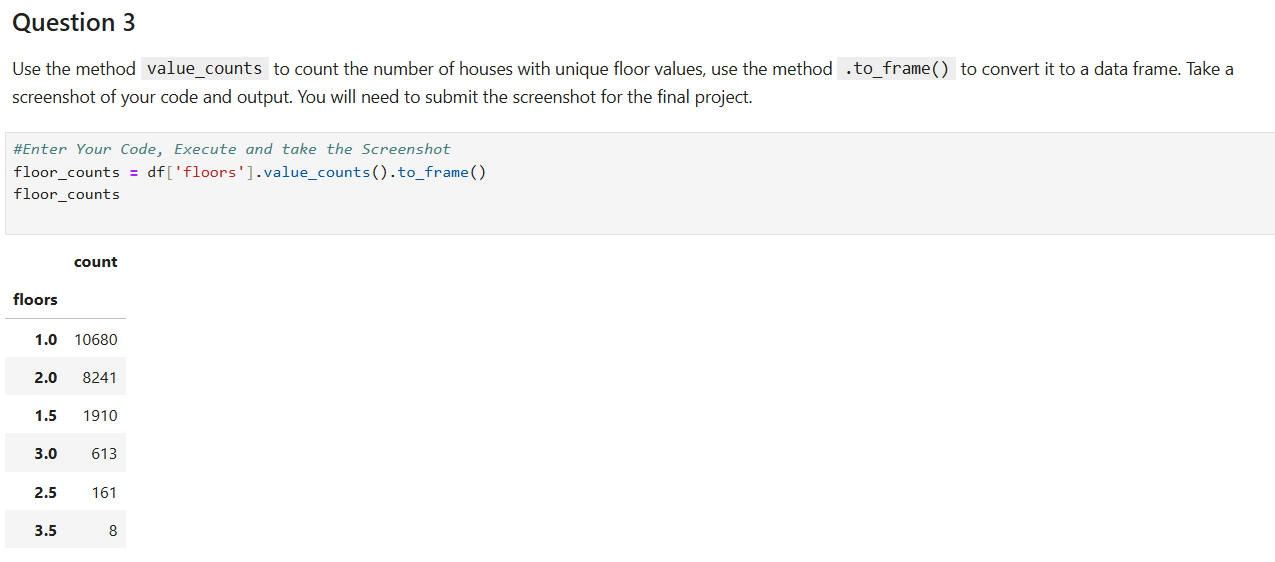 Question 3
Use the method value_counts to count the number of houses with unique floor values, use the method .to_frame() to convert it to a data frame. Take a
screenshot of your code and output. You will need to submit the screenshot for the final project.
#Enter Your Code, Execute and take the Screenshot
floor_counts = df['floors'].value_counts().to_frame()
floor_counts
count
floors
1.0 10680
2.0 8241
1.5 1910
3.0 613
2.5 161
3.5 8